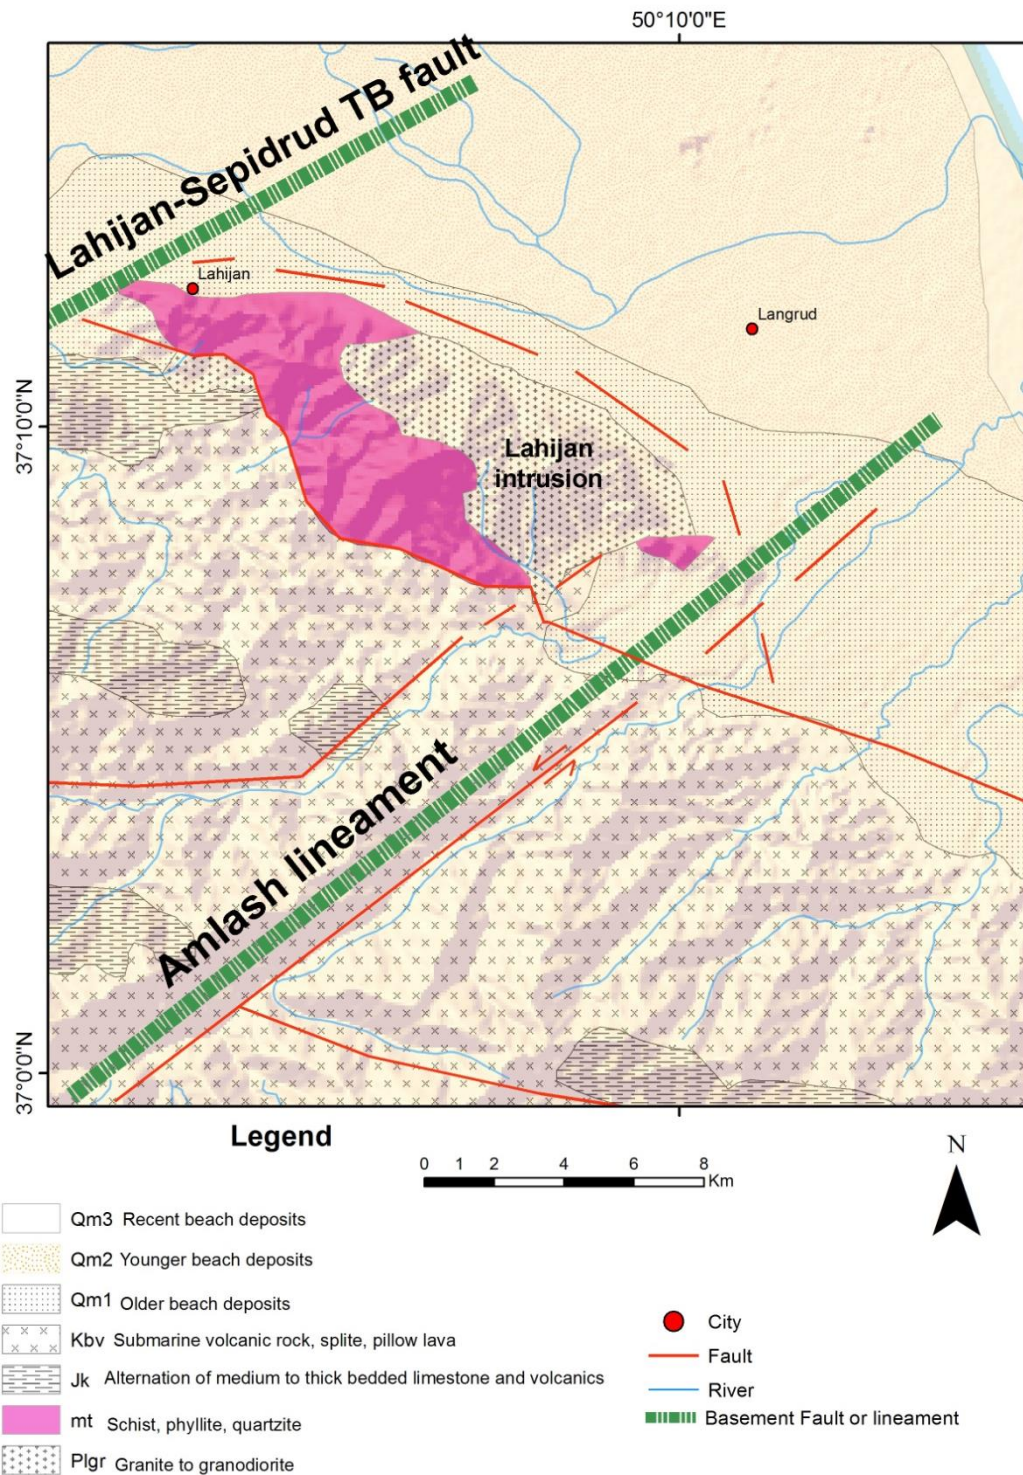 50°10'0"E
Lahijan-Sepidrud TB fault
Lahijan
Langrud
37°10'0"N
Lahijan
intrusion
Amlash lineament
37°0'0"N
Legend
N
0 1 2 4 6 8
Km
Qm3 Recent beach deposits
Qm2 Younger beach deposits
Qm1 Older beach deposits
Kbv Submarine volcanic rock, splite, pillow lava
Jk Alternation of medium to thick bedded limestone and volcanics
mt Schist, phyllite, quartzite
Plgr Granite to granodiorite
City
Fault
River
Basement Fault or lineament